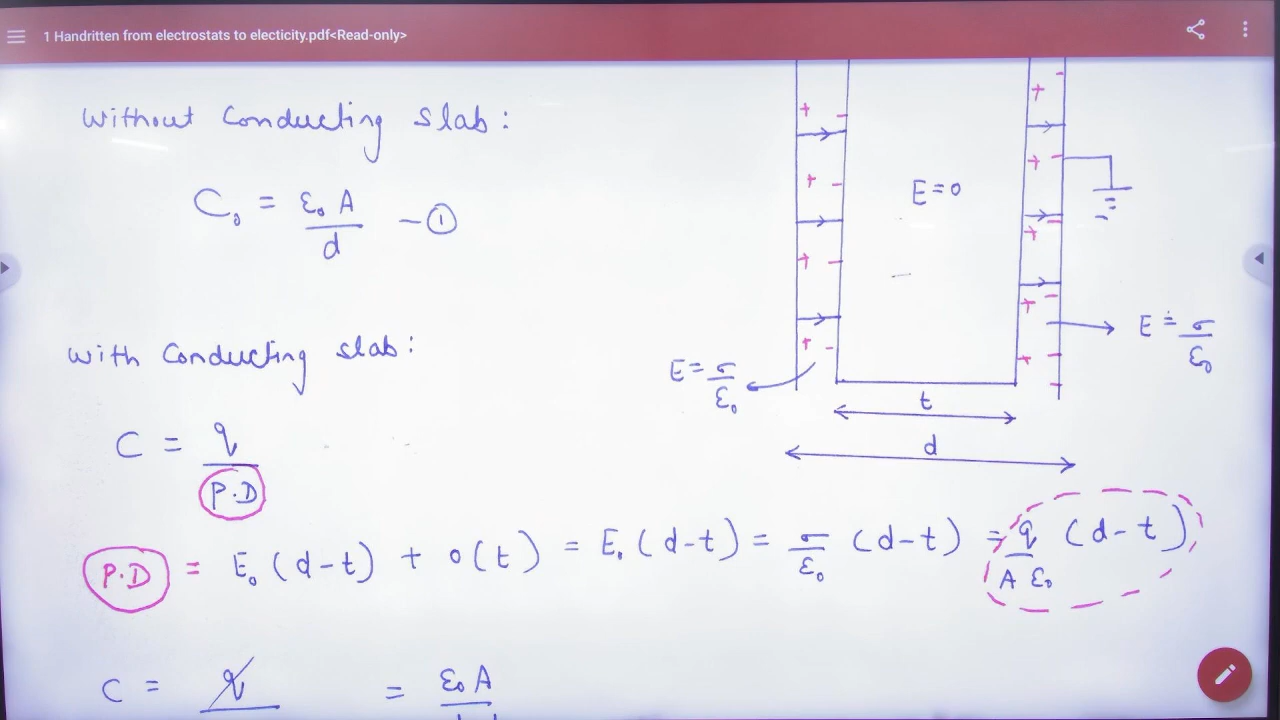 1 Handritten from electrostats to electicity.pdf<Read-only>
Without Conducting slab:
C₀ = ε₀ A / d — ①
With Conducting slab:
C = q / P.D
P.D = E₀ (d-t) + 0(t) = E₀ (d-t) = σ / ε₀ (d-t) = q / A ε₀ (d-t)
C = q = ε₀ A
+ - + -
+ - + -
E=0
+ - + -
+ - + -
E = σ / ε₀
E = σ / ε₀
+ -
t
d